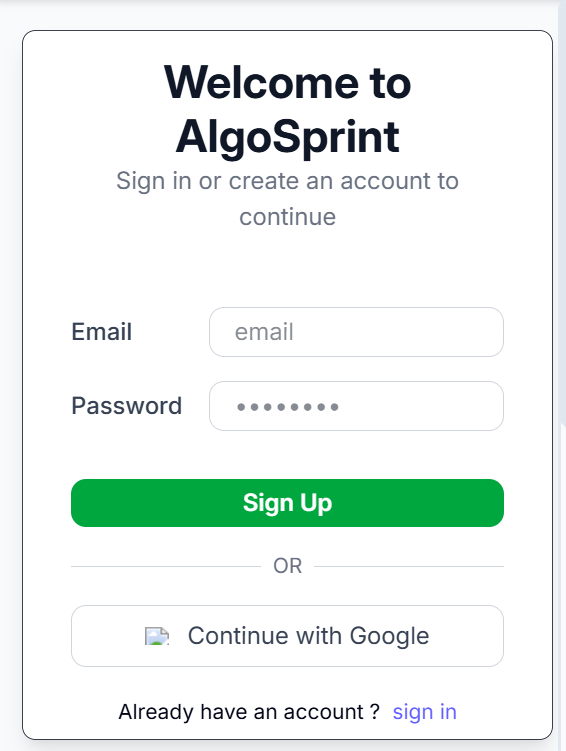 Welcome to
AlgoSprint
Sign in or create an account to
continue
Email
email
Password
••••••••
Sign Up
OR
Continue with Google
Already have an account ? sign in